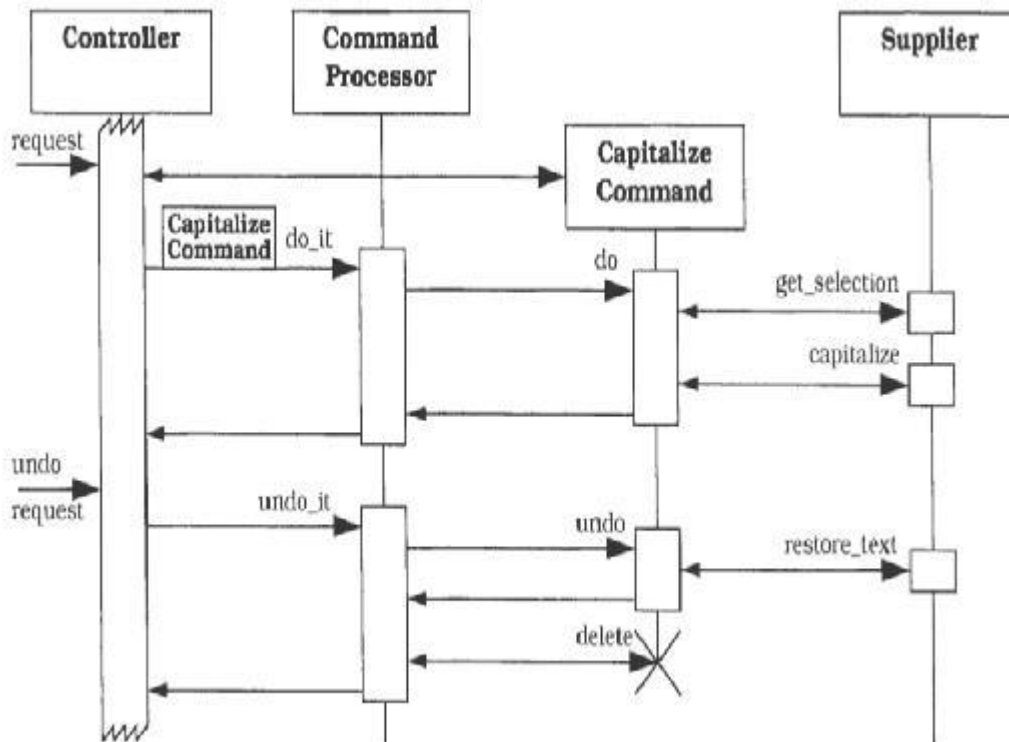 Controller
Command
Processor
Supplier
request
Capitalize
Command
Capitalize
Command
do_it
do
get_selection
capitalize
undo
request
undo_it
undo
restore_text
delete